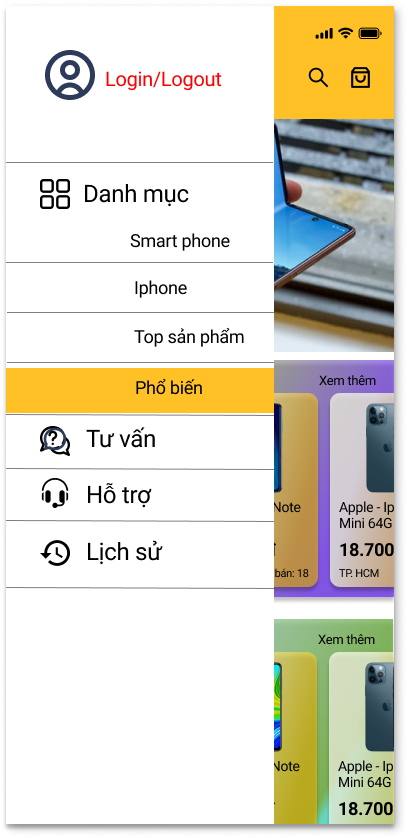 Login/Logout
Danh mục
Smart phone
Iphone
Top sản phẩm
Phổ biến
Tư vấn
Hỗ trợ
Lịch sử
Xem thêm
Note
bán: 18
Apple - Ip
Mini 64G
18.700
TP. HCM
Xem thêm
Note
Apple - Ip
Mini 64G
18.700